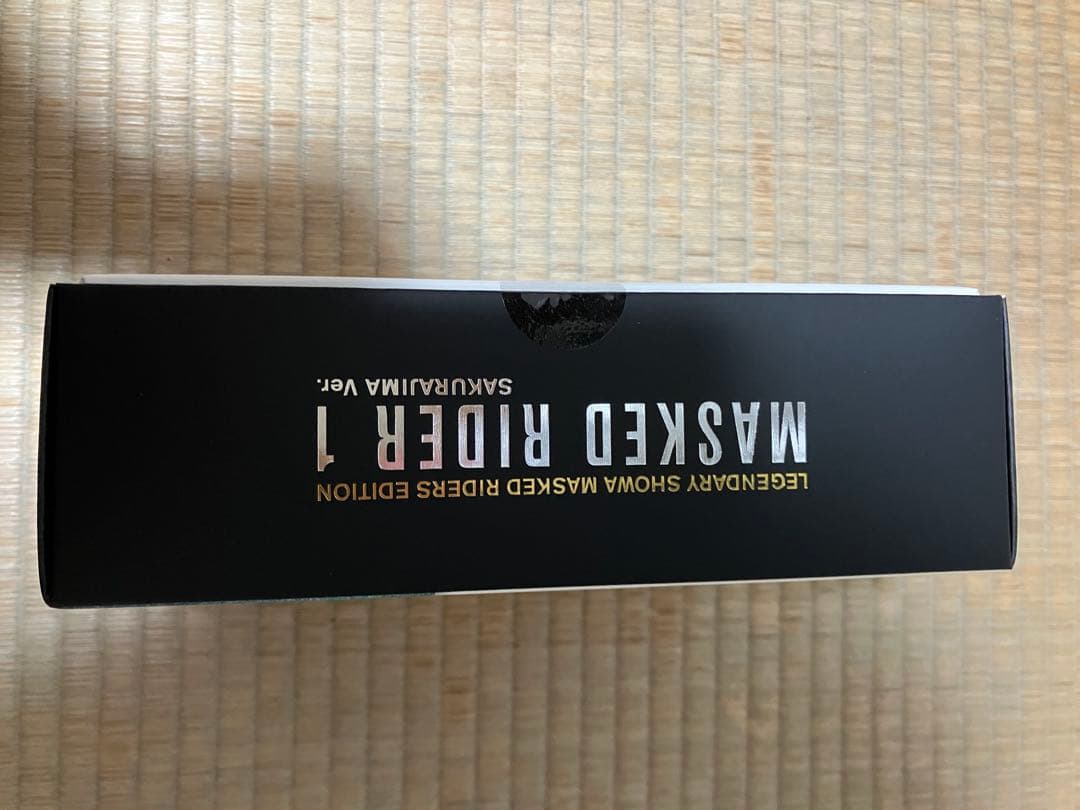 LEGENDARY SHOWA MASKED RIDERS EDITION
MASKED RIDER 1
SAKURAJIMA Ver.